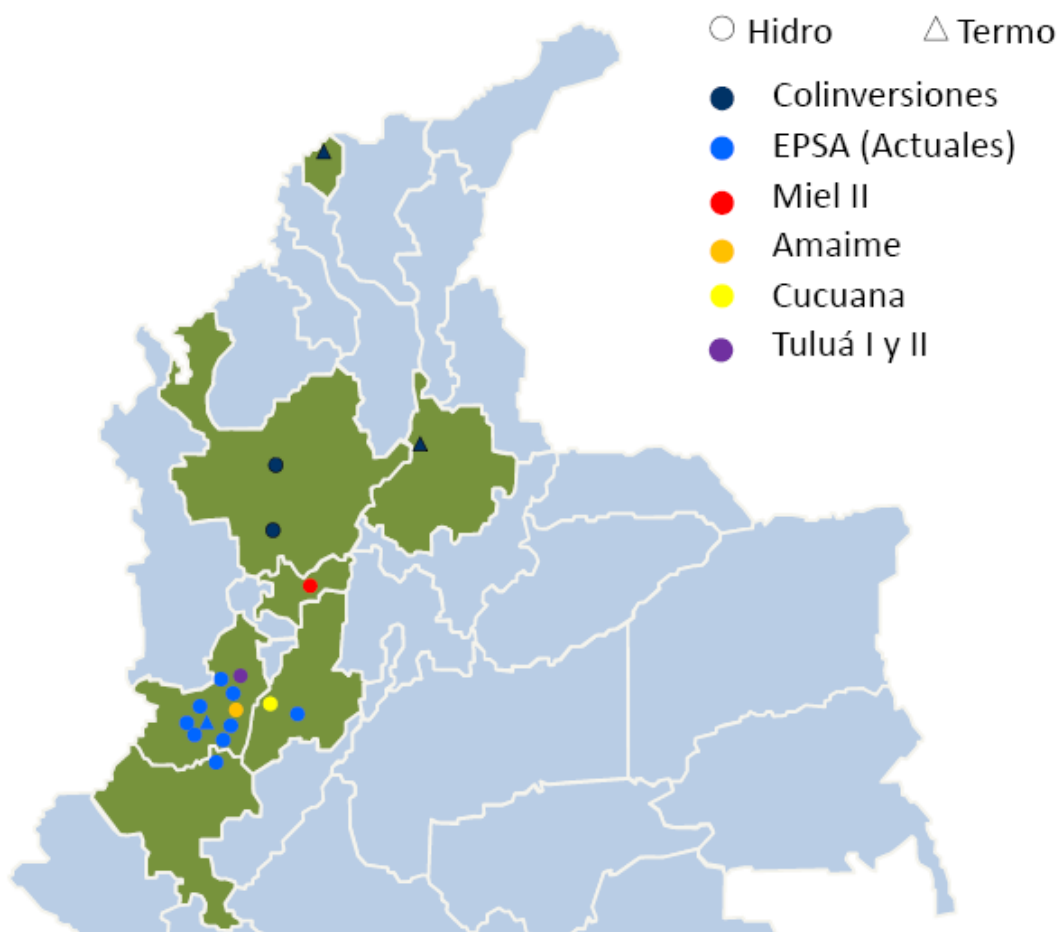 Hidro Termo
Colinversiones
EPSA (Actuales)
Miel II
Amaime
Cucuana
Tuluá I y II